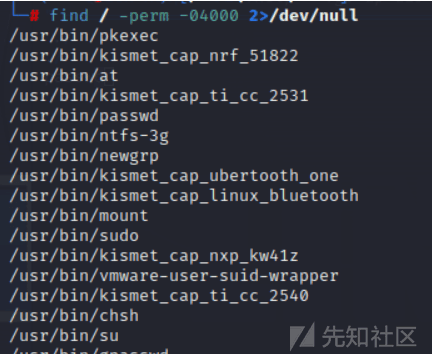 └─# find / -perm -04000 2>/dev/null
/usr/bin/pkexec
/usr/bin/kismet_cap_nrf_51822
/usr/bin/at
/usr/bin/kismet_cap_ti_cc_2531
/usr/bin/passwd
/usr/bin/ntfs-3g
/usr/bin/newgrp
/usr/bin/kismet_cap_ubertooth_one
/usr/bin/kismet_cap_linux_bluetooth
/usr/bin/mount
/usr/bin/sudo
/usr/bin/kismet_cap_nxp_kw41z
/usr/bin/vmware-user-suid-wrapper
/usr/bin/kismet_cap_ti_cc_2540
/usr/bin/chsh
/usr/bin/su
先知社区